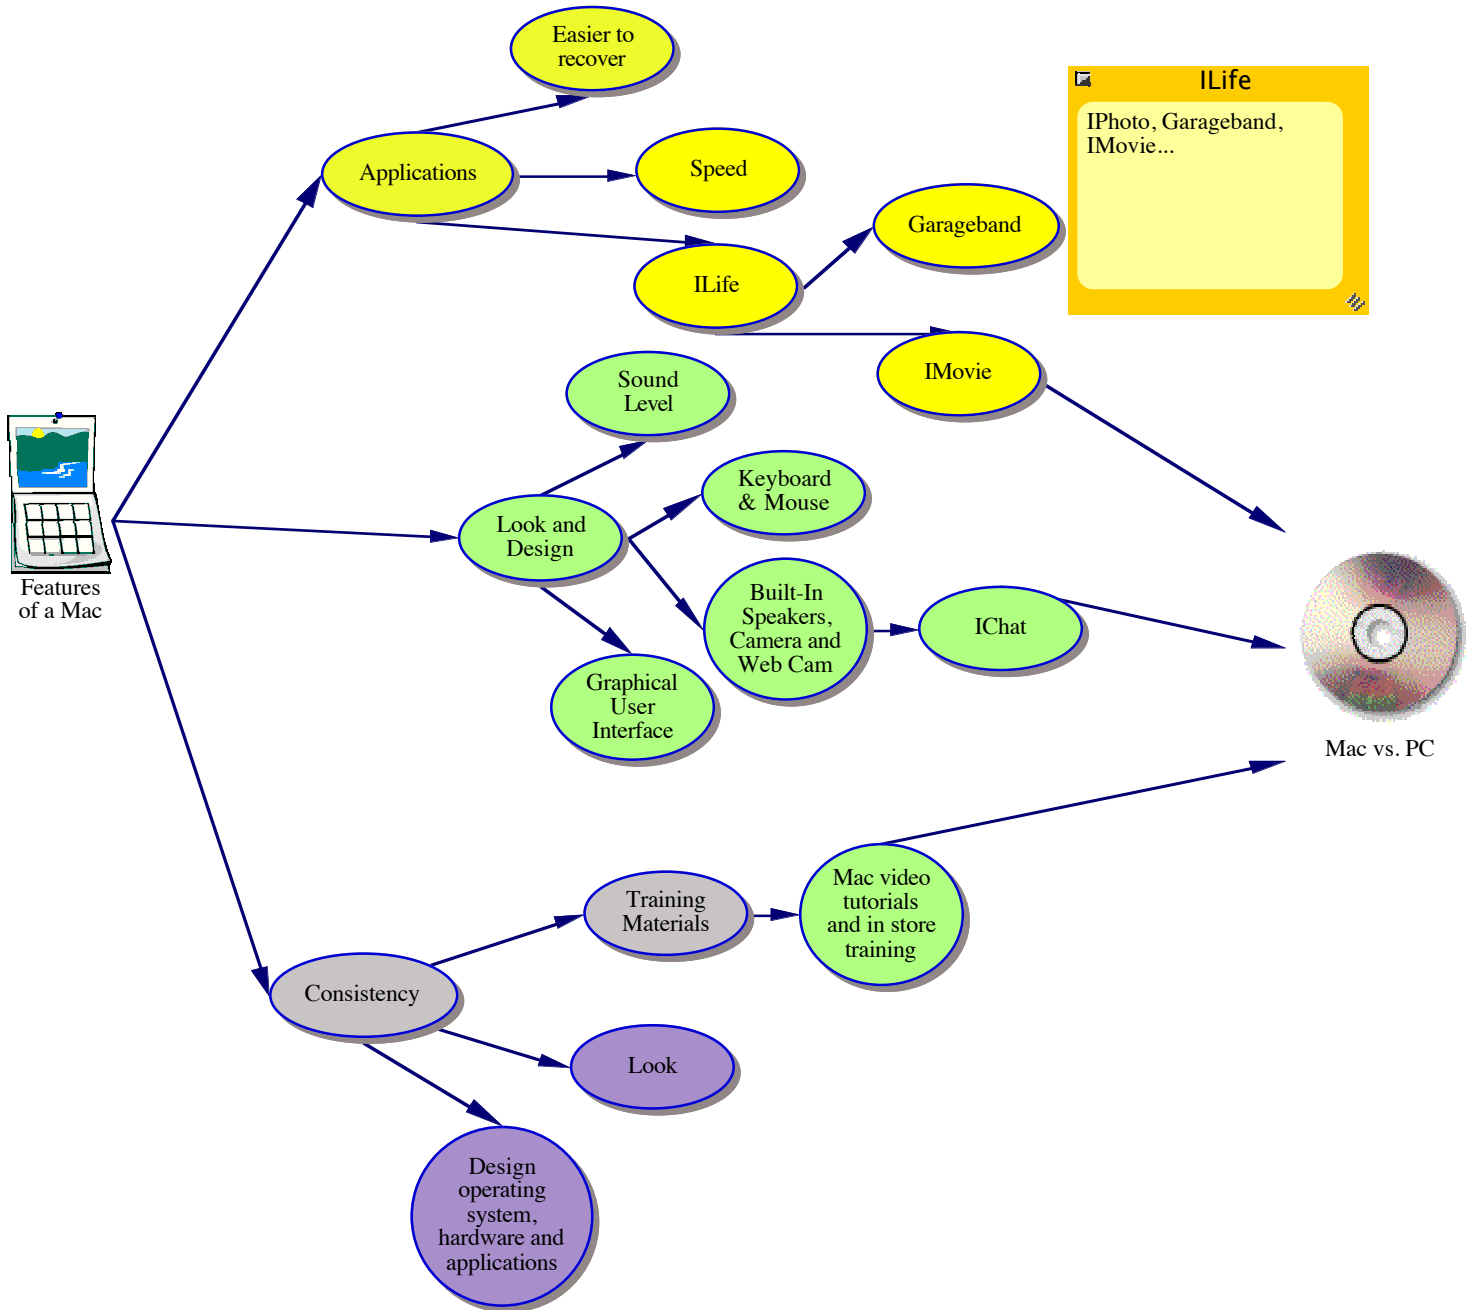 Easier to
recover
Applications
Speed
ILife
Garageband
IMovie
ILife
IPhoto, Garageband,
IMovie...
Features
of a Mac
Sound
Level
Look and
Design
Keyboard
& Mouse
Built-In
Speakers,
Camera and
Web Cam
IChat
Graphical
User
Interface
Mac vs. PC
Consistency
Training
Materials
Mac video
tutorials
and in store
training
Look
Design
operating
system,
hardware and
applications